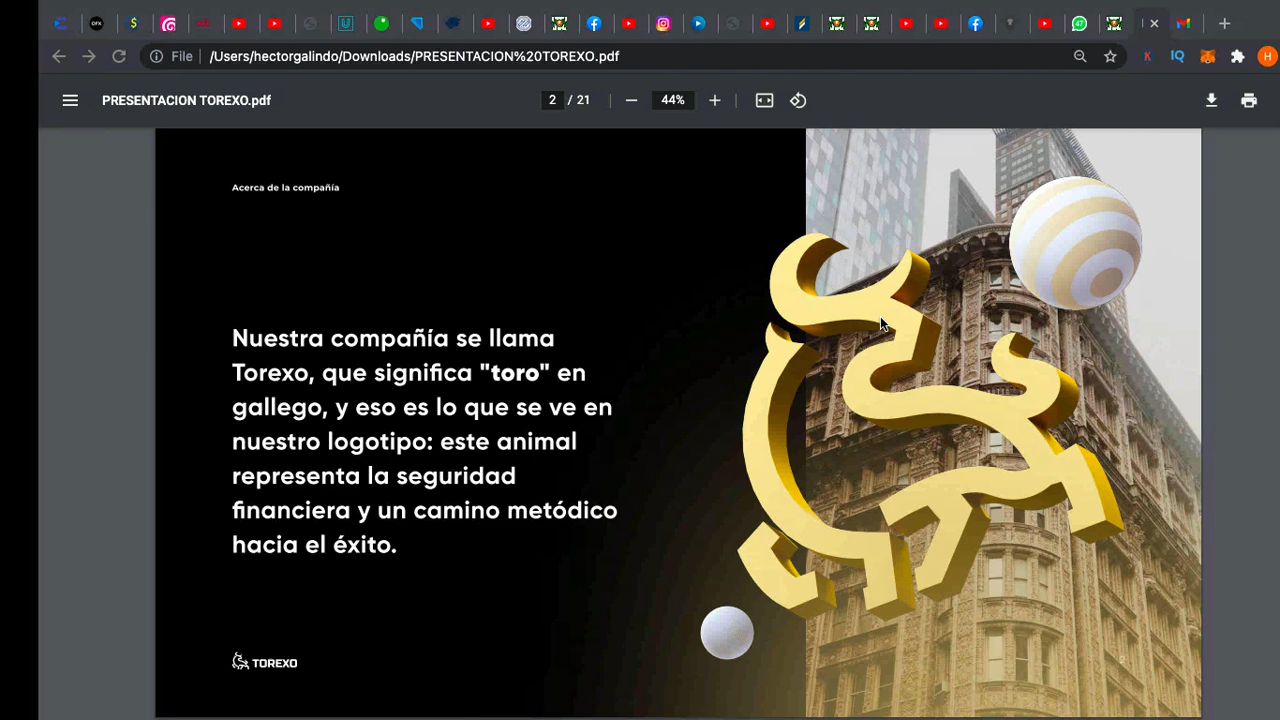 File
/Users/hectorgalindo/Downloads/PRESENTACION%20TOREXO.pdf
PRESENTACION TOREXO.pdf
2 / 21
44%
Acerca de la compañía
Nuestra compañía se llama
Torexo, que significa "toro" en
gallego, y eso es lo que se ve en
nuestro logotipo: este animal
representa la seguridad
financiera y un camino metódico
hacia el éxito.
TOREXO
2